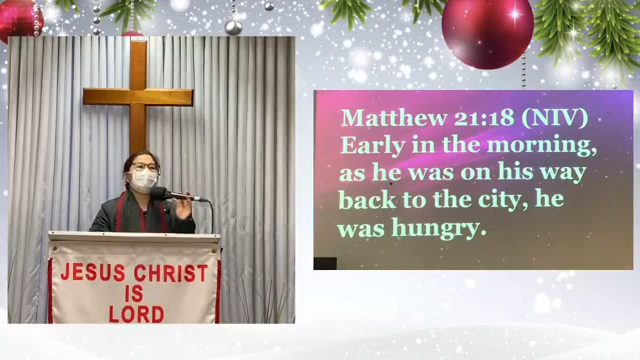 JESUS CHRIST
IS
LORD
Matthew 21:18 (NIV)
Early in the morning,
as he was on his way
back to the city, he
was hungry.